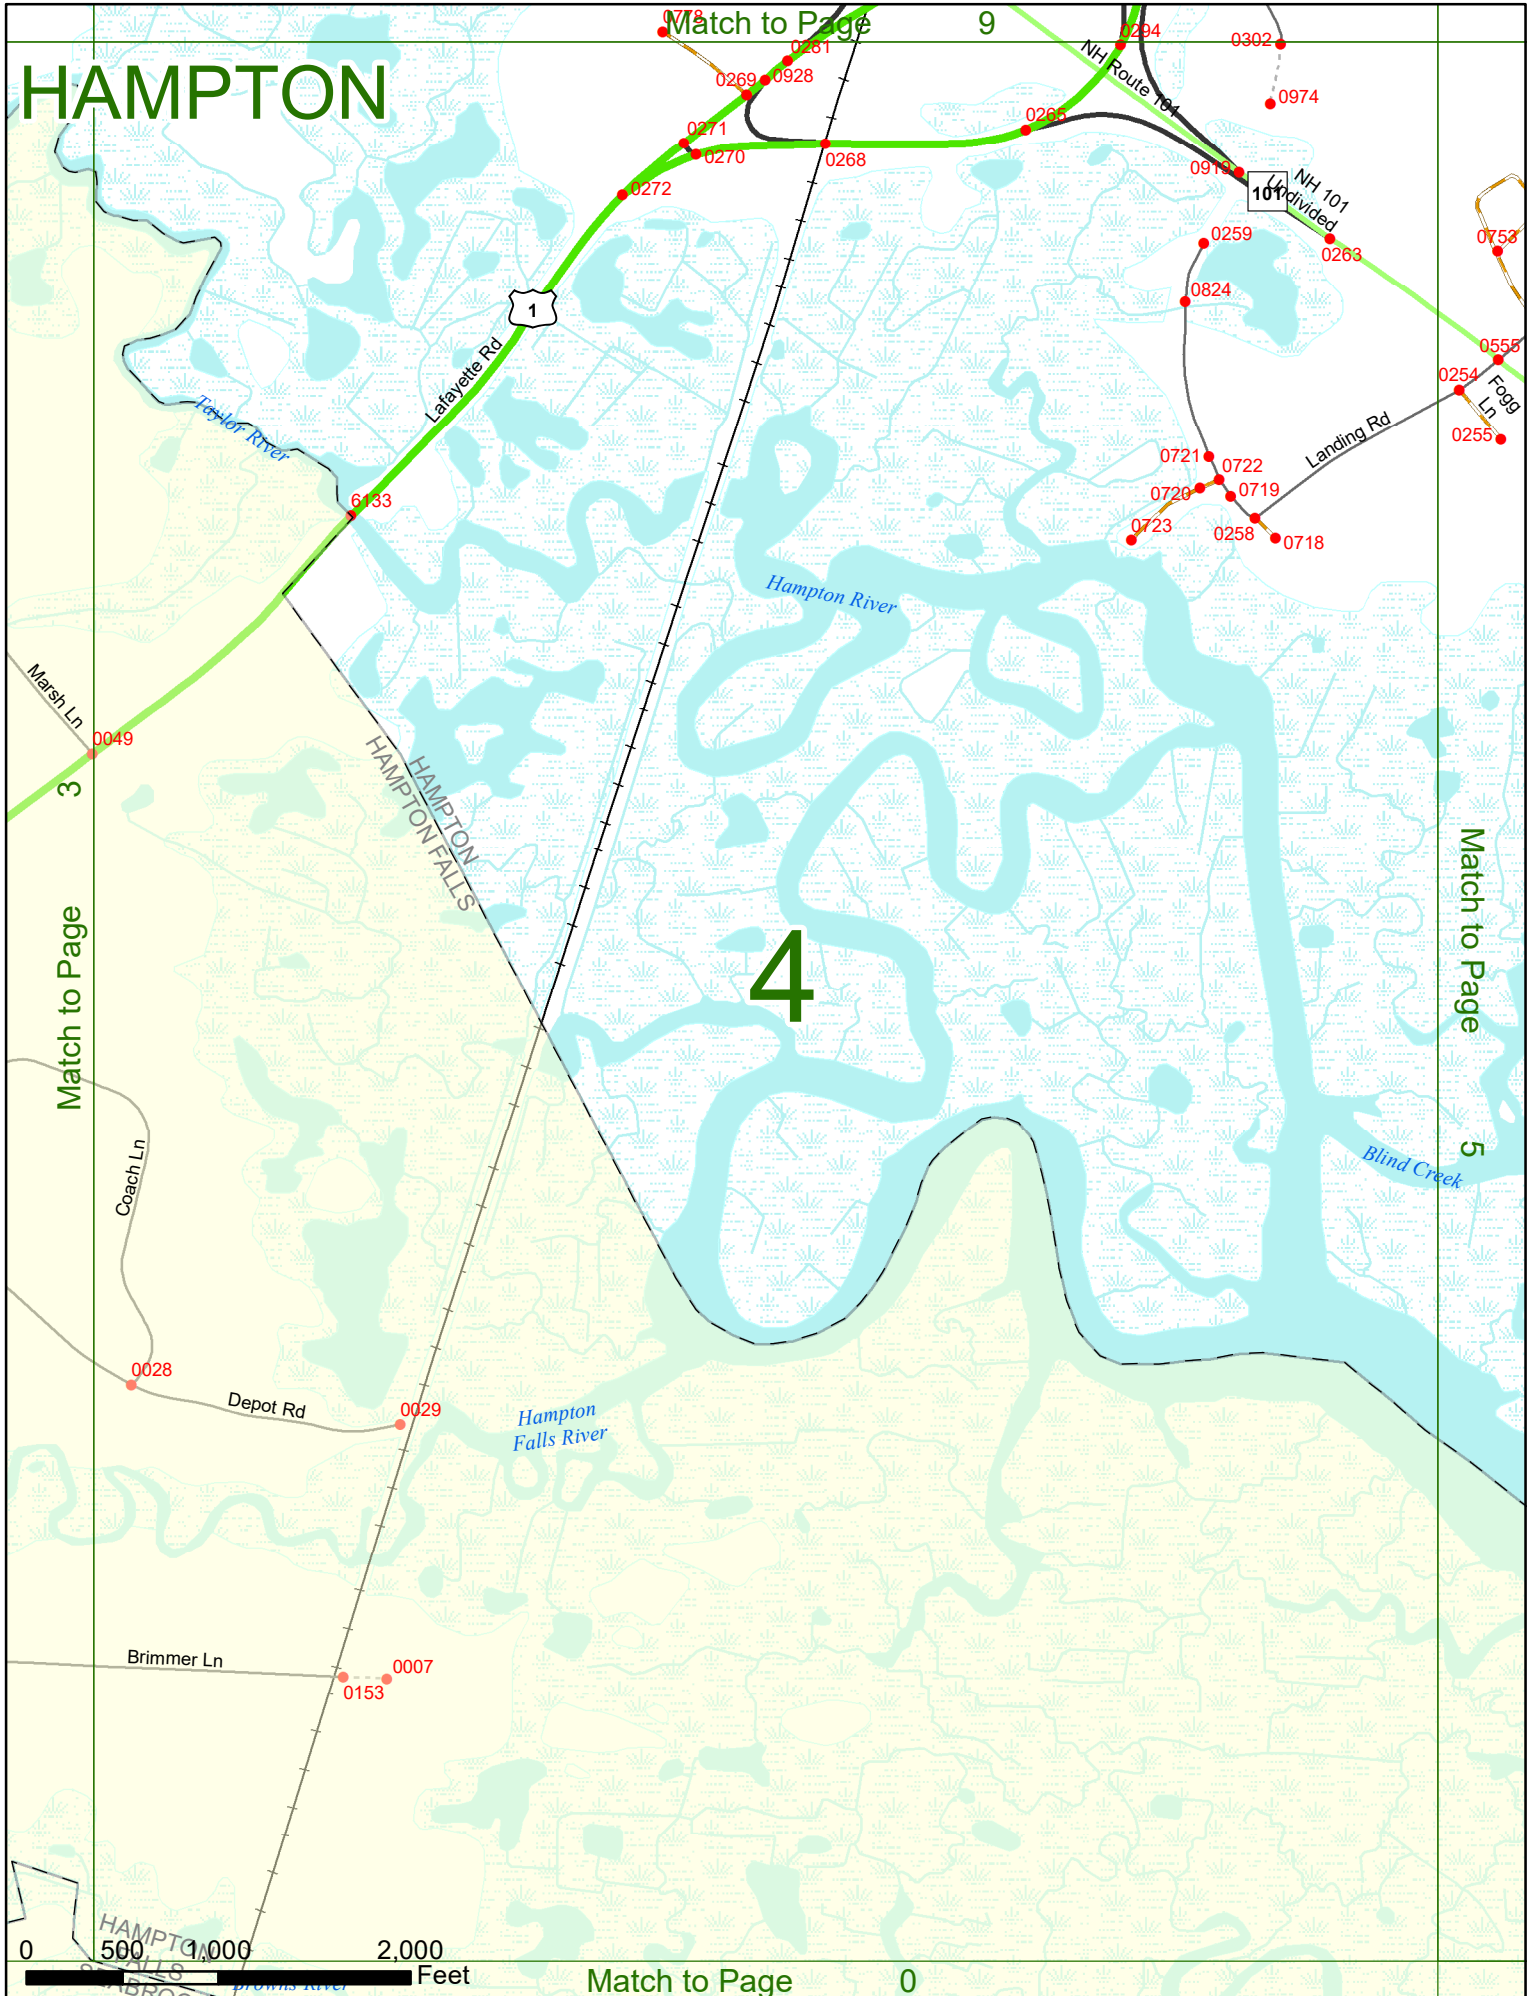 Match to Page 9
HAMPTON
0778
0281
0928
0269
0271
0270
0268
0272
0265
0294
0302
0974
NH Route 101
0919
101
NH 101
Undivided
0263
0259
0824
0753
0555
0254
Fogg
Ln
0255
Landing Rd
0721
0722
0720
0719
0723
0258
0718
1
Lafayette Rd
Taylor River
6133
Hampton River
Marsh Ln
0049
HAMPTON
HAMPTON FALLS
3
Match to Page
4
Match to Page
5
Blind Creek
Coach Ln
0028
Depot Rd
0029
Hampton
Falls River
Brimmer Ln
0007
0153
HAMPTON
FALLS
Browns River
0 500 1,000 2,000
Feet
Match to Page 0